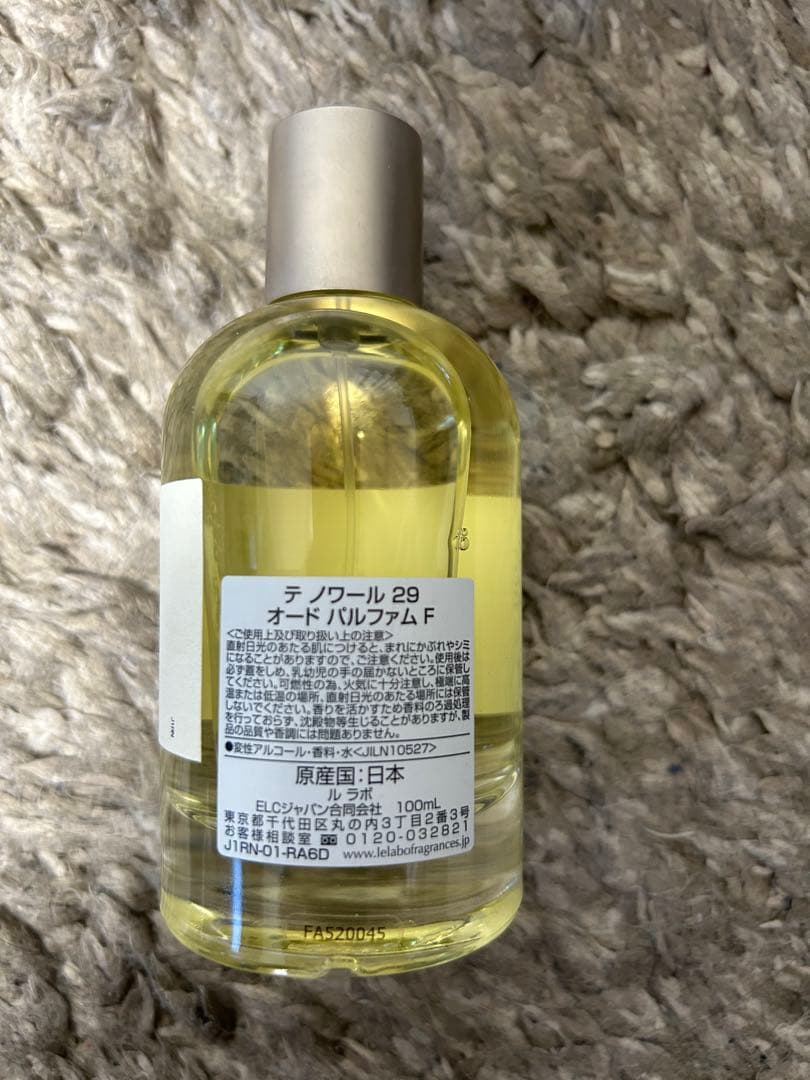 テ ノワール 29
オード パルファム F
<ご使用上及び取り扱い上の注意>
直射日光のあたる肌につけると、まれにかぶれやシミ
になることがありますので、ご注意ください。使用後は
必ず蓋をしめ、乳幼児の手の届かないところに保管し
てください。可燃性の為、火気に十分注意し、極端に高
温または低温の場所、直射日光のあたる場所には保管
しないでください。香りを活かすため香料のろ過処理
を行っておらず、沈殿物等生じることがありますが、製
品の品質や香調には問題ありません。
●変性アルコール・香料・水<JILN10527>
原産国:日本
ル ラボ
ELCジャパン合同会社 100mL
東京都千代田区丸の内3丁目2番3号
お客様相談室 0120-032821
J1RN-01-RA6D www.lelabofragrances.jp
FA520045